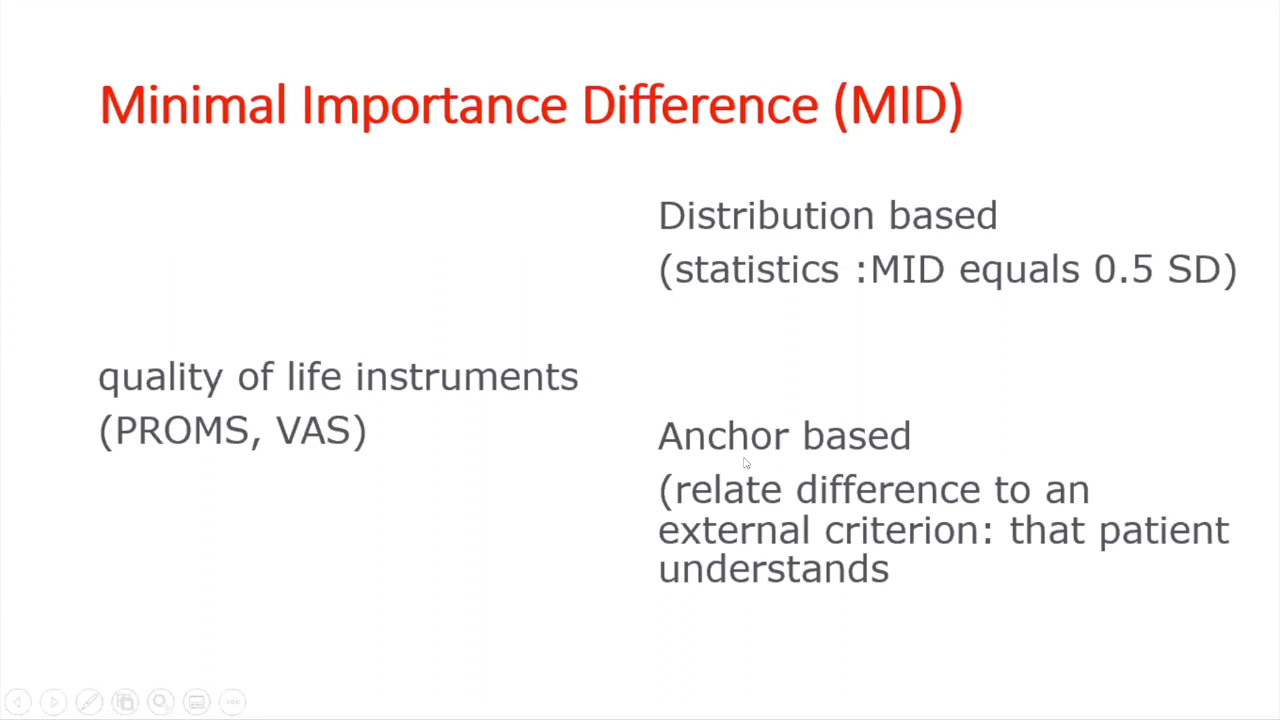 Minimal Importance Difference (MID)
quality of life instruments
(PROMS, VAS)
Distribution based
(statistics :MID equals 0.5 SD)
Anchor based
(relate difference to an
external criterion: that patient
understands